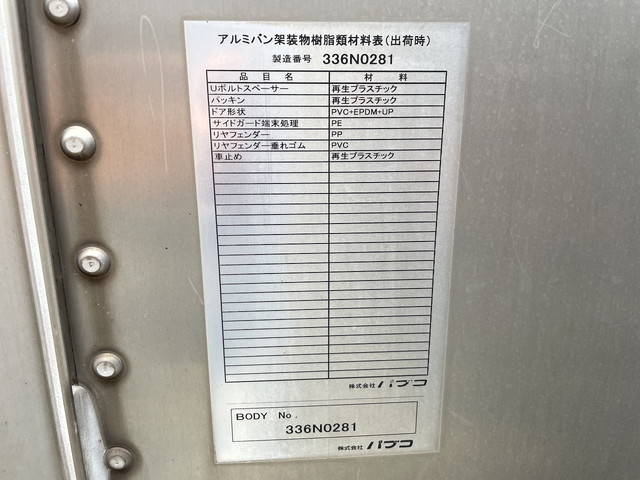 アルミバン架装物樹脂類材料表(出荷時)
製造番号 336N0281
品目名 材料
Uボルトスペーサー 再生プラスチック
パッキン 再生プラスチック
ドア形状 PVC+EPDM+UP
サイドガード端末処理 PE
リヤフェンダー PP
リヤフェンダー垂れゴム PVC
車止め 再生プラスチック
株式会社 パブコ
BODY No.
336N0281
株式会社 パブコ